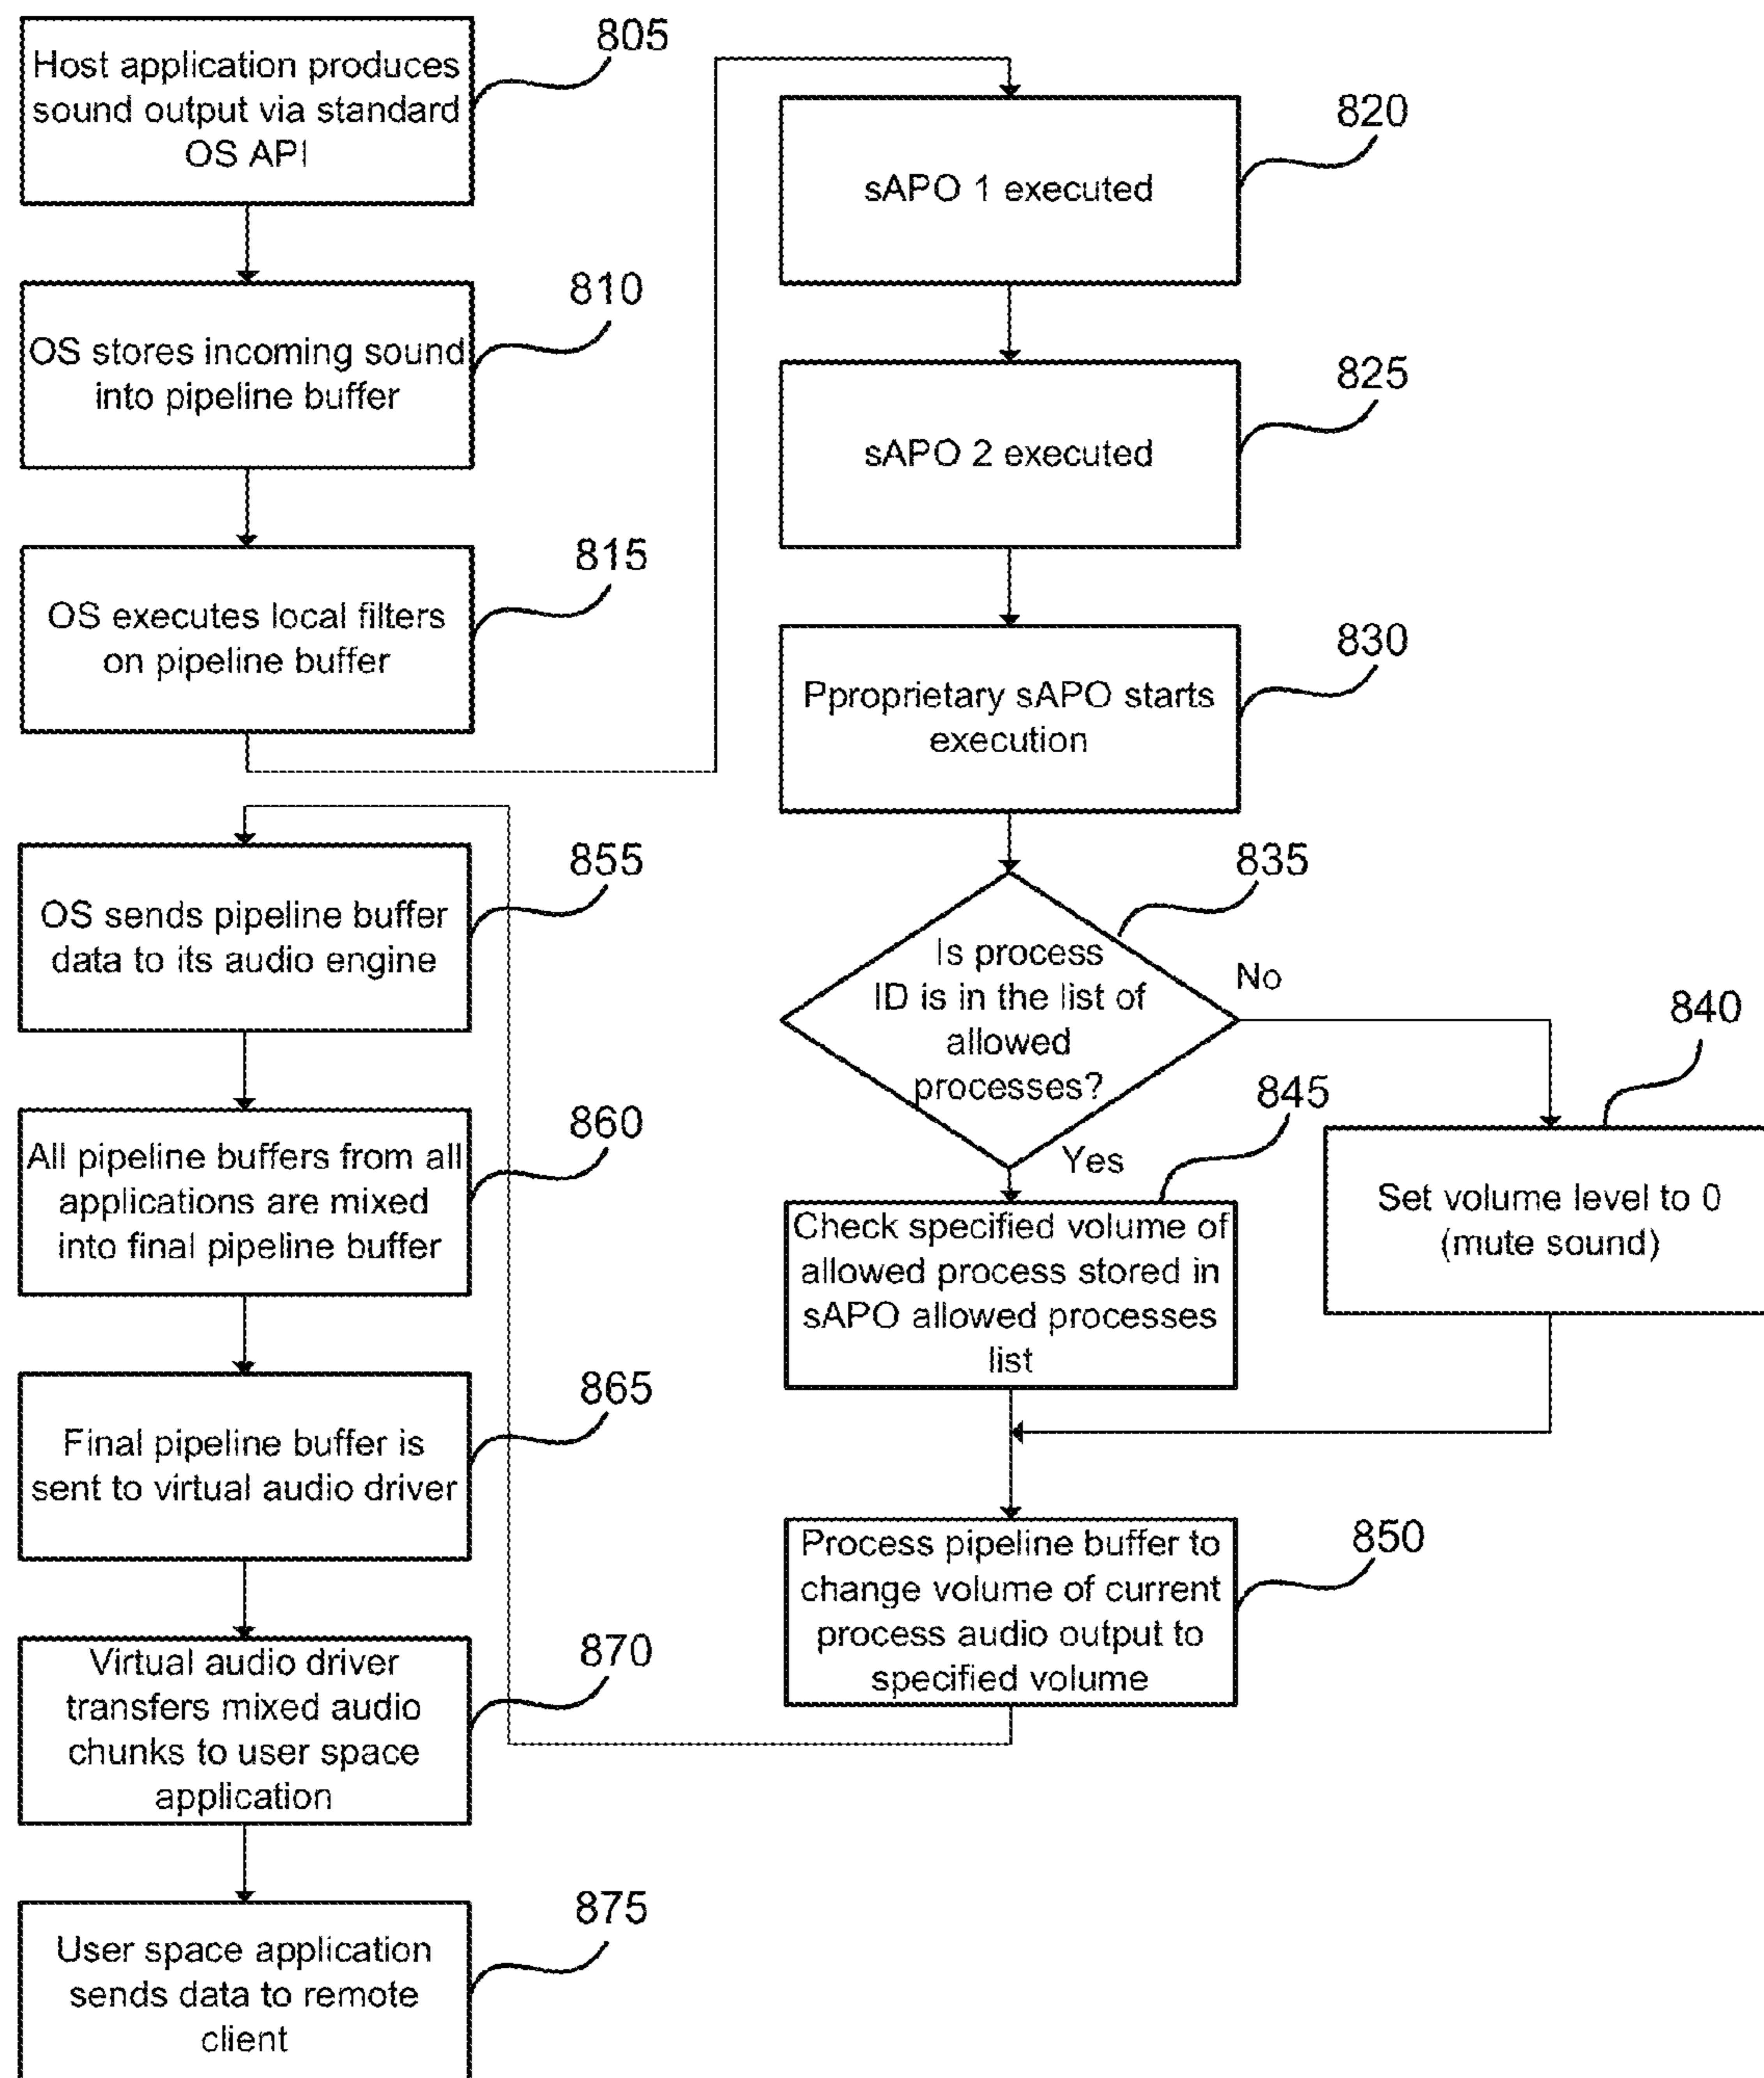 805
Host application produces
sound output via standard
OS API
810
OS stores incoming sound
into pipeline buffer
815
OS executes local filters
on pipeline buffer
820
sAPO 1 executed
825
sAPO 2 executed
830
Pproprietary sAPO starts
execution
835
Is process
ID is in the list of
allowed
processes?
No
Yes
840
Set volume level to 0
(mute sound)
845
Check specified volume of
allowed process stored in
sAPO allowed processes
list
850
Process pipeline buffer to
change volume of current
process audio output to
specified volume
855
OS sends pipeline buffer
data to its audio engine
860
All pipeline buffers from all
applications are mixed
into final pipeline buffer
865
Final pipeline buffer is
sent to virtual audio driver
870
Virtual audio driver
transfers mixed audio
chunks to user space
application
875
User space application
sends data to remote
client